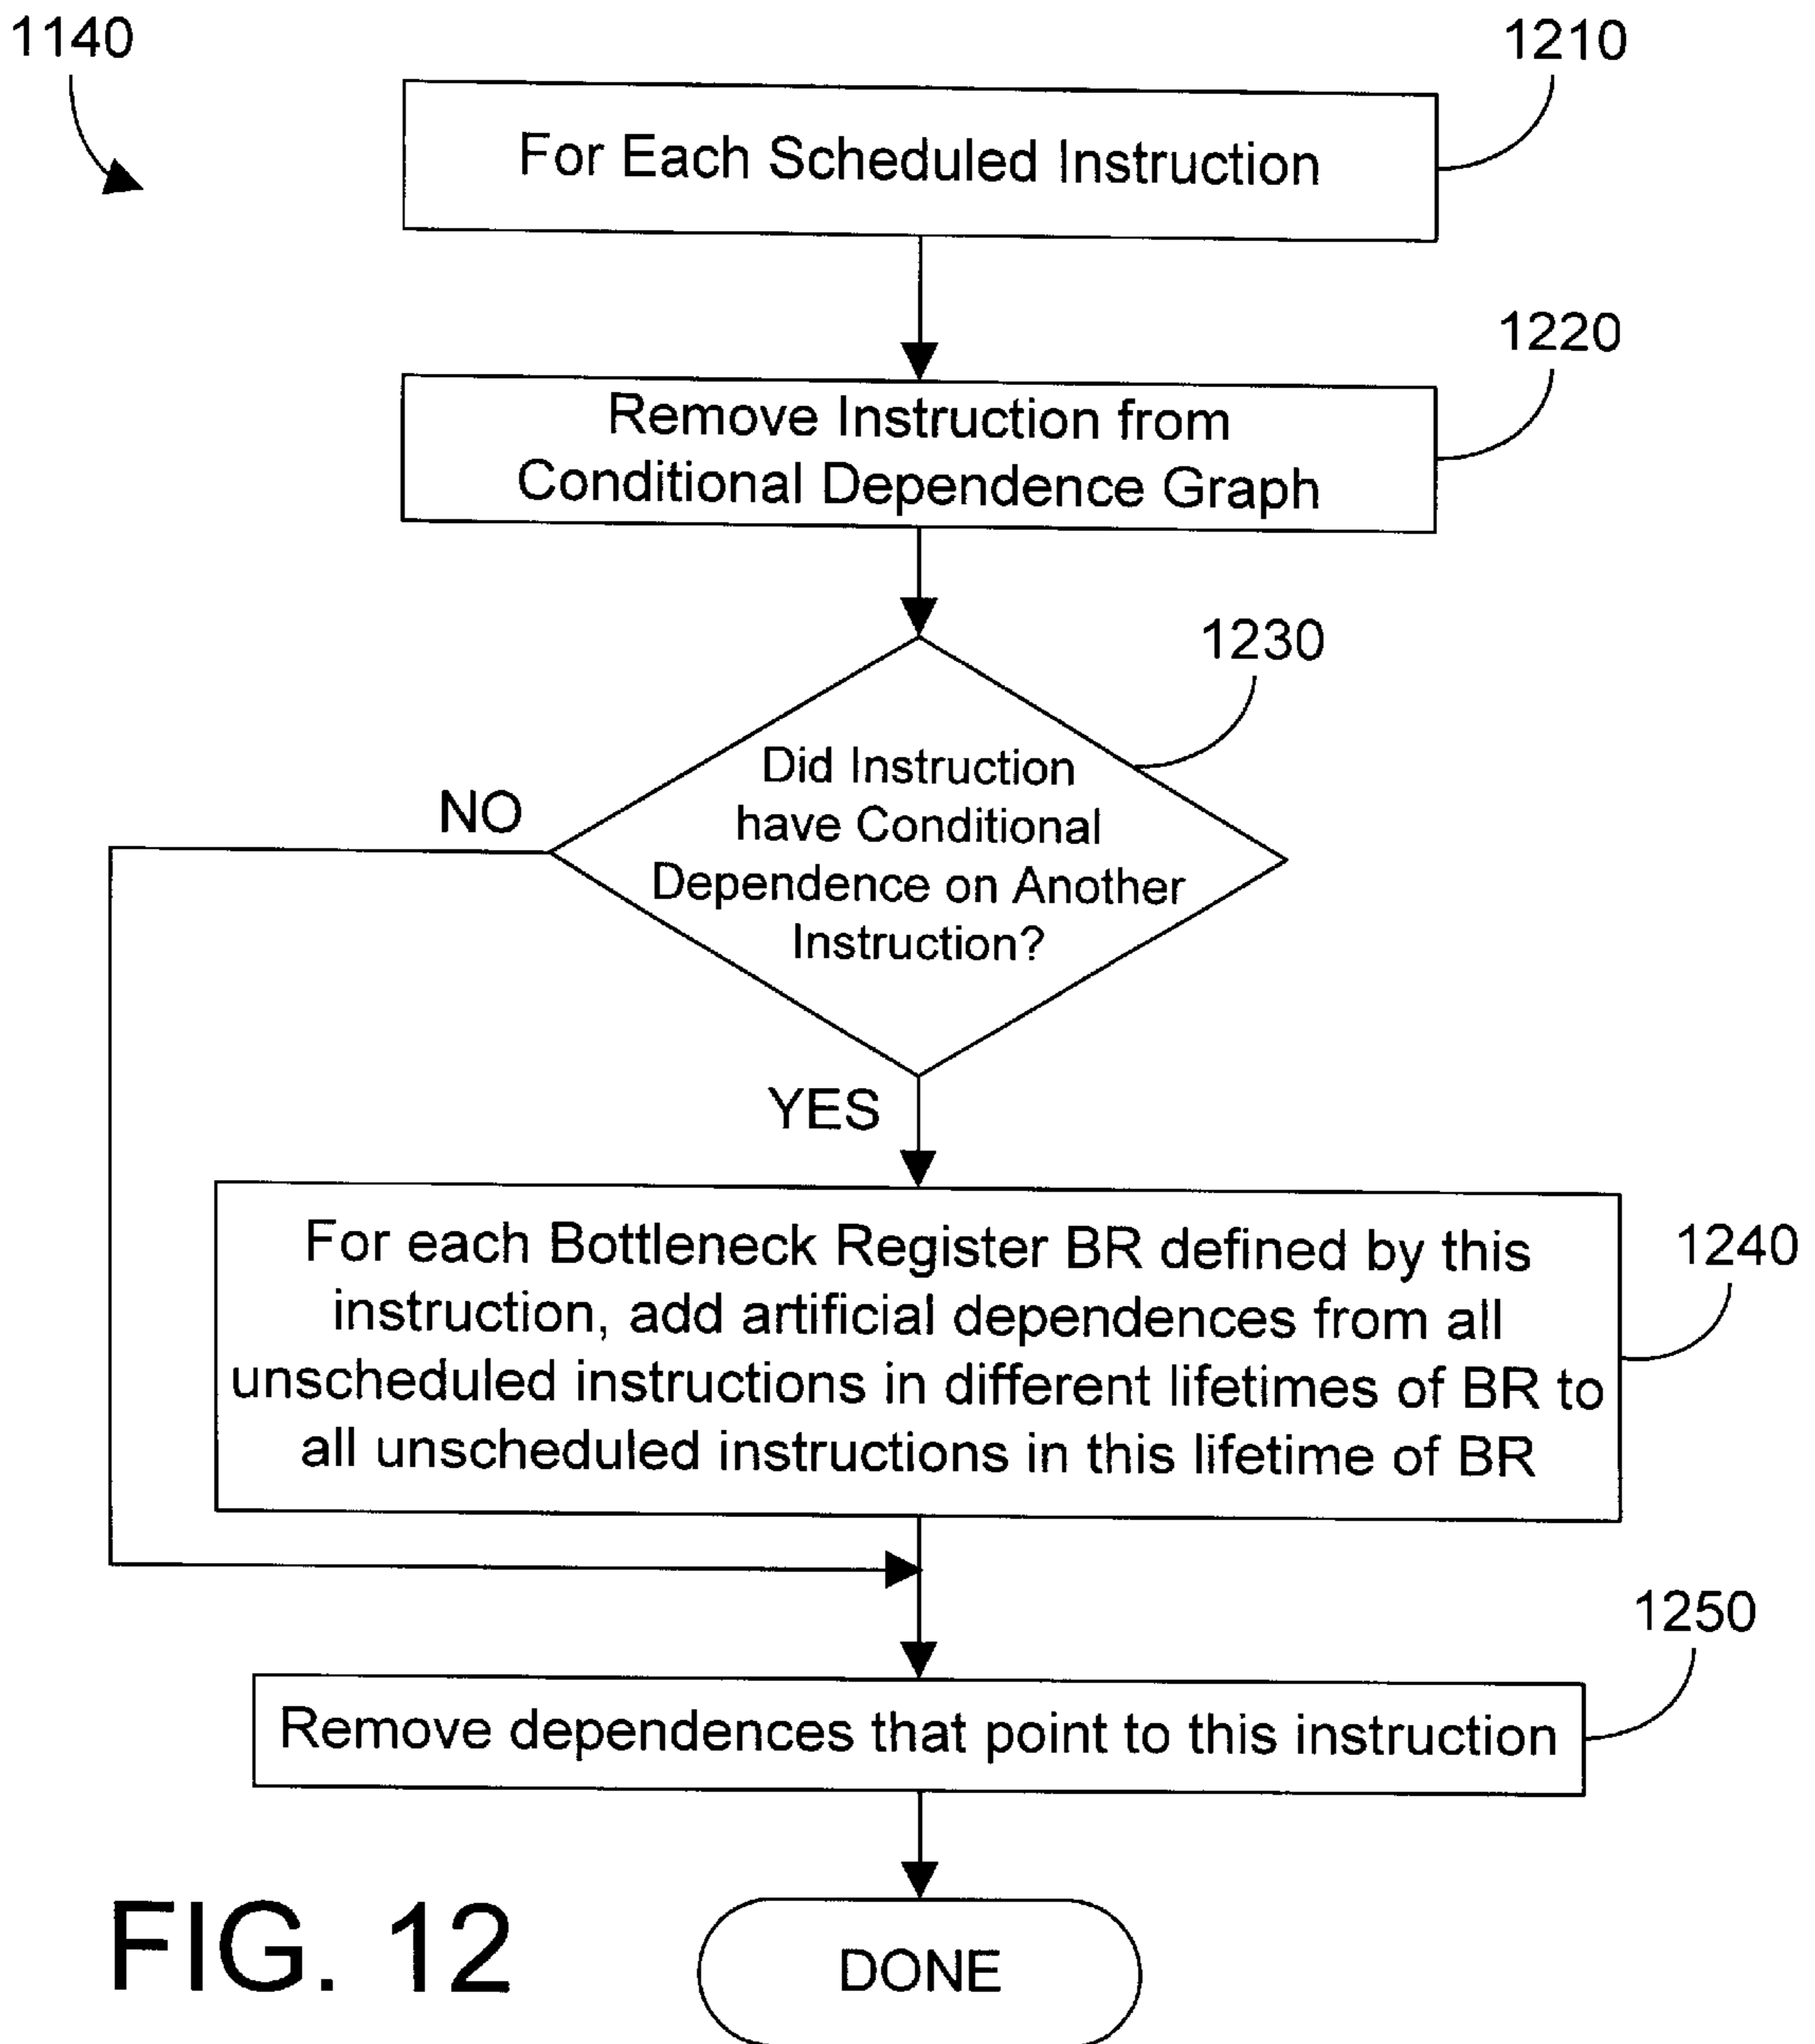 1140
1210
For Each Scheduled Instruction
1220
Remove Instruction from
Conditional Dependence Graph
1230
Did Instruction
have Conditional
Dependence on Another
Instruction?
NO
YES
1240
For each Bottleneck Register BR defined by this
instruction, add artificial dependences from all
unscheduled instructions in different lifetimes of BR to
all unscheduled instructions in this lifetime of BR
1250
Remove dependences that point to this instruction
DONE
FIG. 12